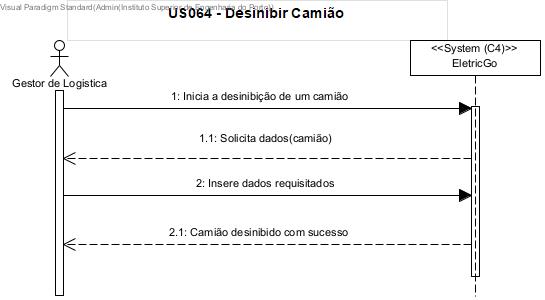 Visual Paradigm Standard(Admin(Instituto Superior de Engenharia do Porto))
US064 - Desinibir Camião
<<System (C4)>>
EletricGo
Gestor de Logistica
1: Inicia a desinibição de um camião
1.1: Solicita dados(camião)
2: Insere dados requisitados
2.1: Camião desinibido com sucesso